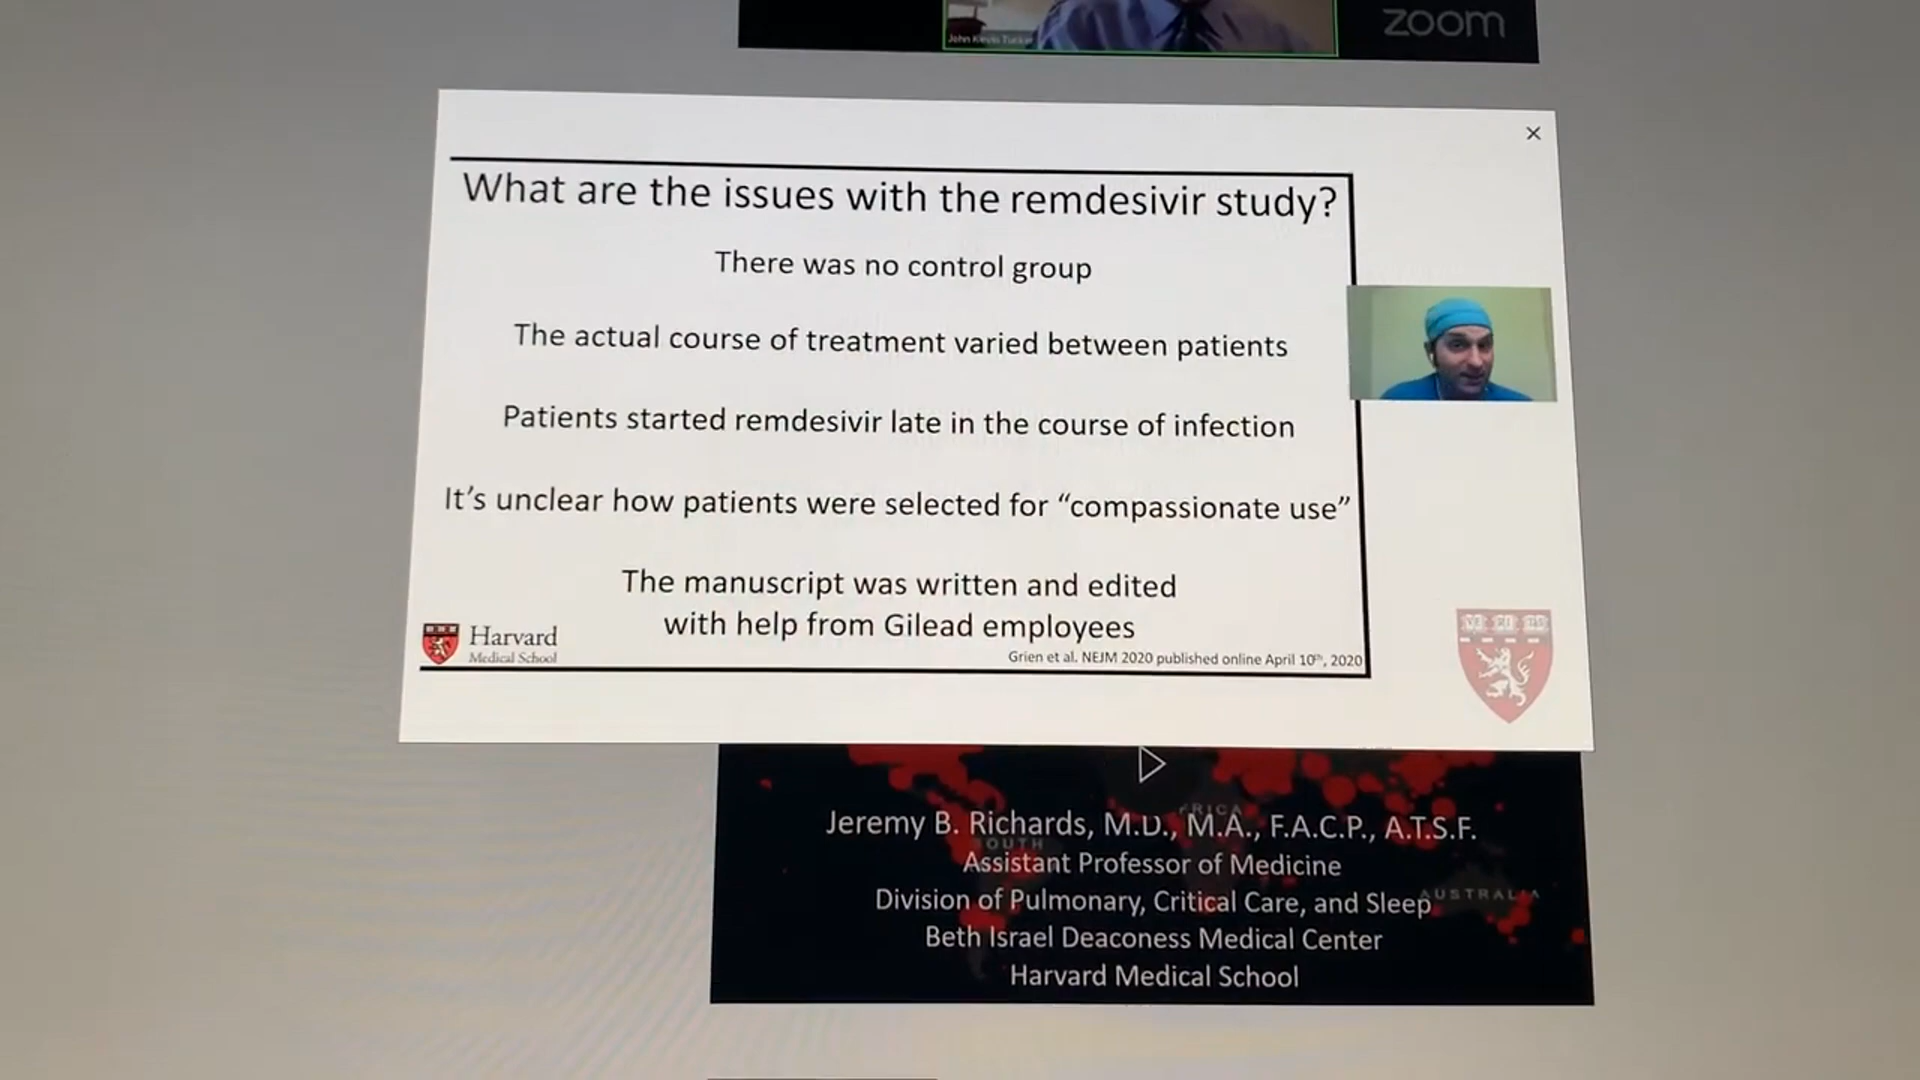 John Kevin Tucker
zoom
What are the issues with the remdesivir study?
There was no control group
The actual course of treatment varied between patients
Patients started remdesivir late in the course of infection
It's unclear how patients were selected for “compassionate use”
The manuscript was written and edited
with help from Gilead employees
Harvard
Medical School
Grien et al. NEJM 2020 published online April 10th, 2020
Jeremy B. Richards, M.D., M.A., F.A.C.P., A.T.S.F.
Assistant Professor of Medicine
Division of Pulmonary, Critical Care, and Sleep
AUSTRALIA
Beth Israel Deaconess Medical Center
Harvard Medical School